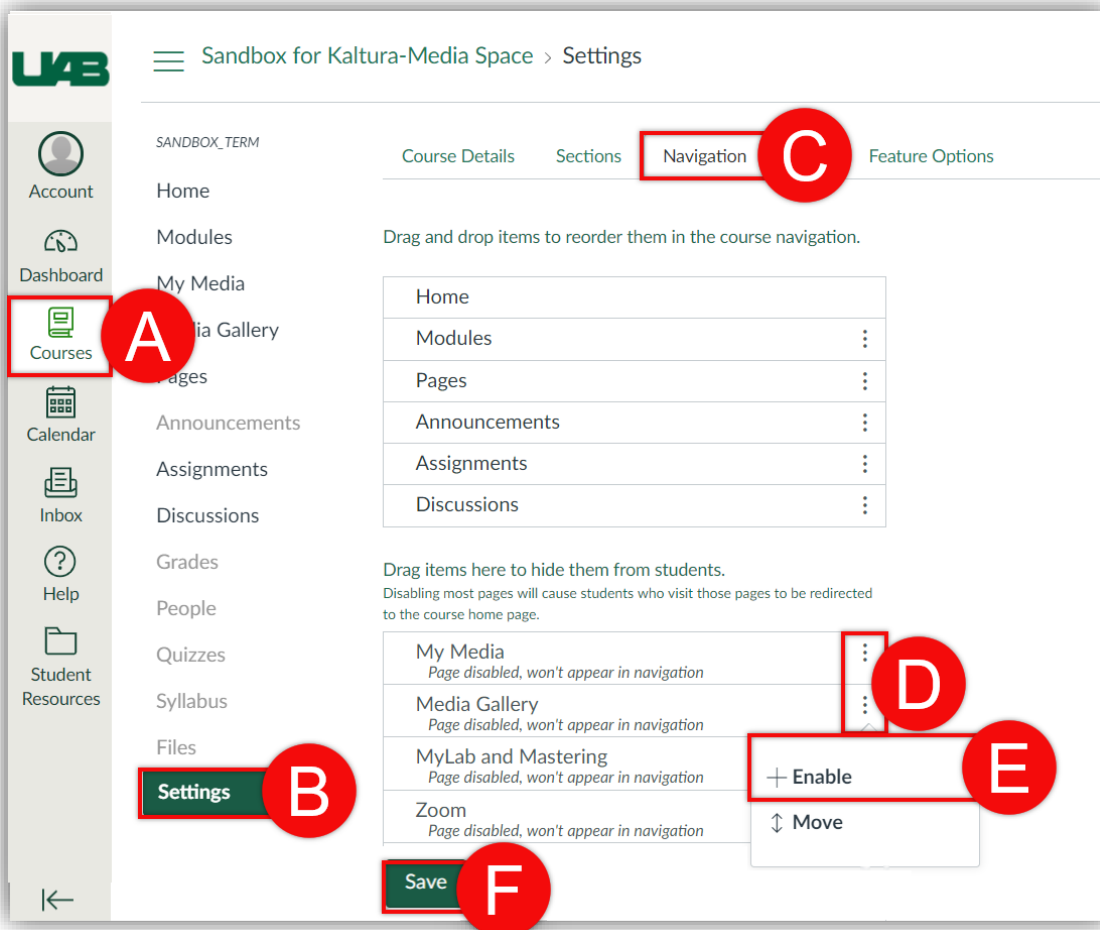 UAB
Sandbox for Kaltura-Media Space > Settings
Account
Dashboard
Courses
A
Calendar
Inbox
Help
Student
Resources
SANDBOX_TERM
Home
Modules
My Media
ia Gallery
ages
Announcements
Assignments
Discussions
Grades
People
Quizzes
Syllabus
Files
Settings
B
Course Details
Sections
Navigation
C
Feature Options
Drag and drop items to reorder them in the course navigation.
Home
Modules
Pages
Announcements
Assignments
Discussions
Drag items here to hide them from students.
Disabling most pages will cause students who visit those pages to be redirected
to the course home page.
My Media
Page disabled, won't appear in navigation
D
Media Gallery
Page disabled, won't appear in navigation
MyLab and Mastering
Page disabled, won't appear in navigation
Enable
E
Zoom
Page disabled, won't appear in navigation
Move
Save
F